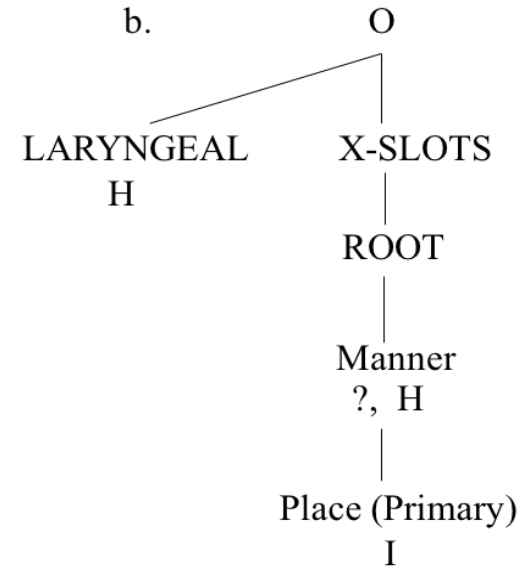 b. O
LARYNGEAL X-SLOTS
H
ROOT
Manner
?, H
Place (Primary)
I